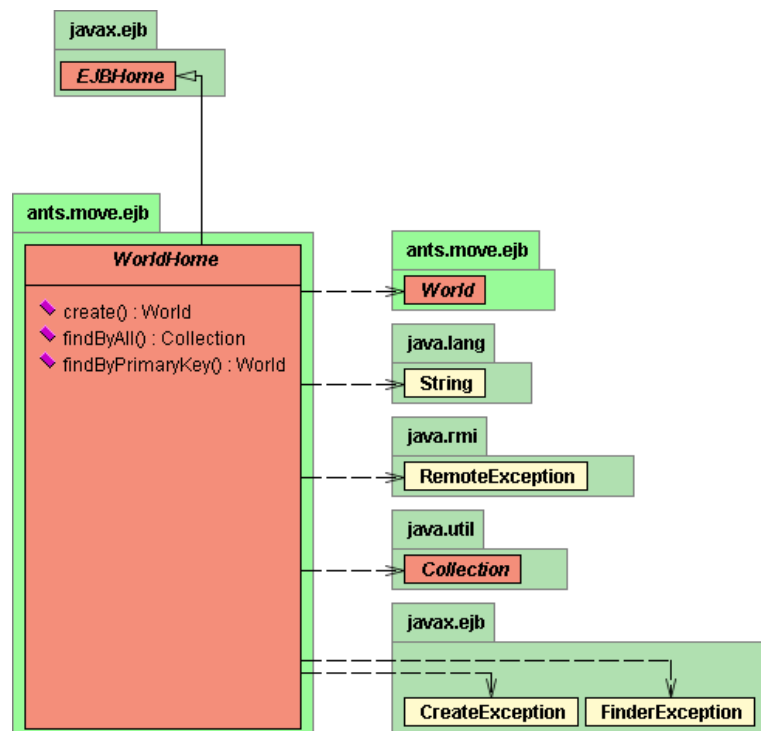 javax.ejb
EJBHome
ants.move.ejb
WorldHome
create() : World
findByAll() : Collection
findByPrimaryKey() : World
ants.move.ejb
World
java.lang
String
java.rmi
RemoteException
java.util
Collection
javax.ejb
CreateException
FinderException